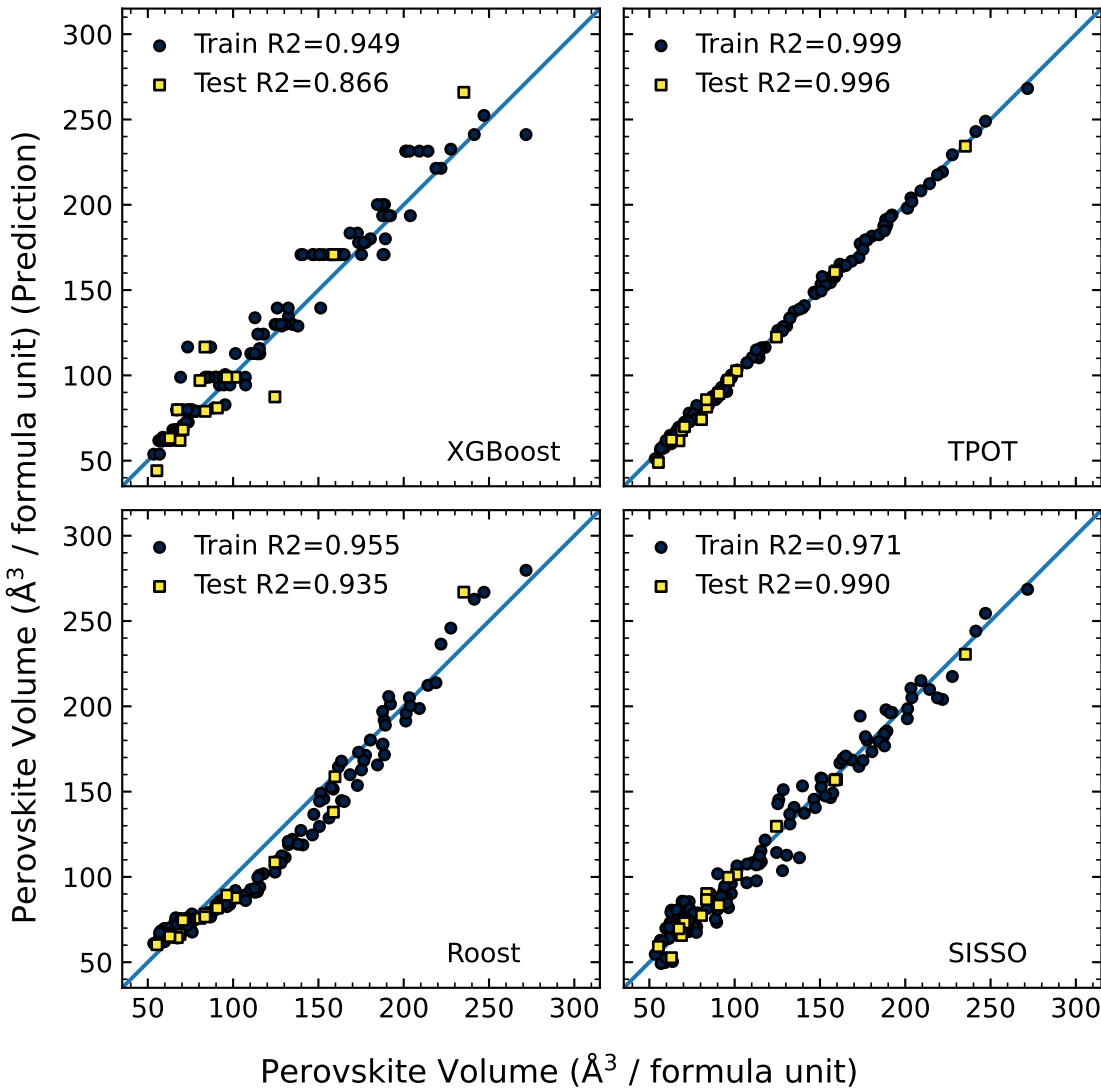 Perovskite Volume (Å³ / formula unit) (Prediction)
300
250
200
150
100
50
Train R2=0.949
Test R2=0.866
XGBoost
Train R2=0.999
Test R2=0.996
TPOT
300
250
200
150
100
50
Train R2=0.955
Test R2=0.935
Roost
Train R2=0.971
Test R2=0.990
SISSO
50 100 150 200 250 300
50 100 150 200 250 300
Perovskite Volume (Å³ / formula unit)